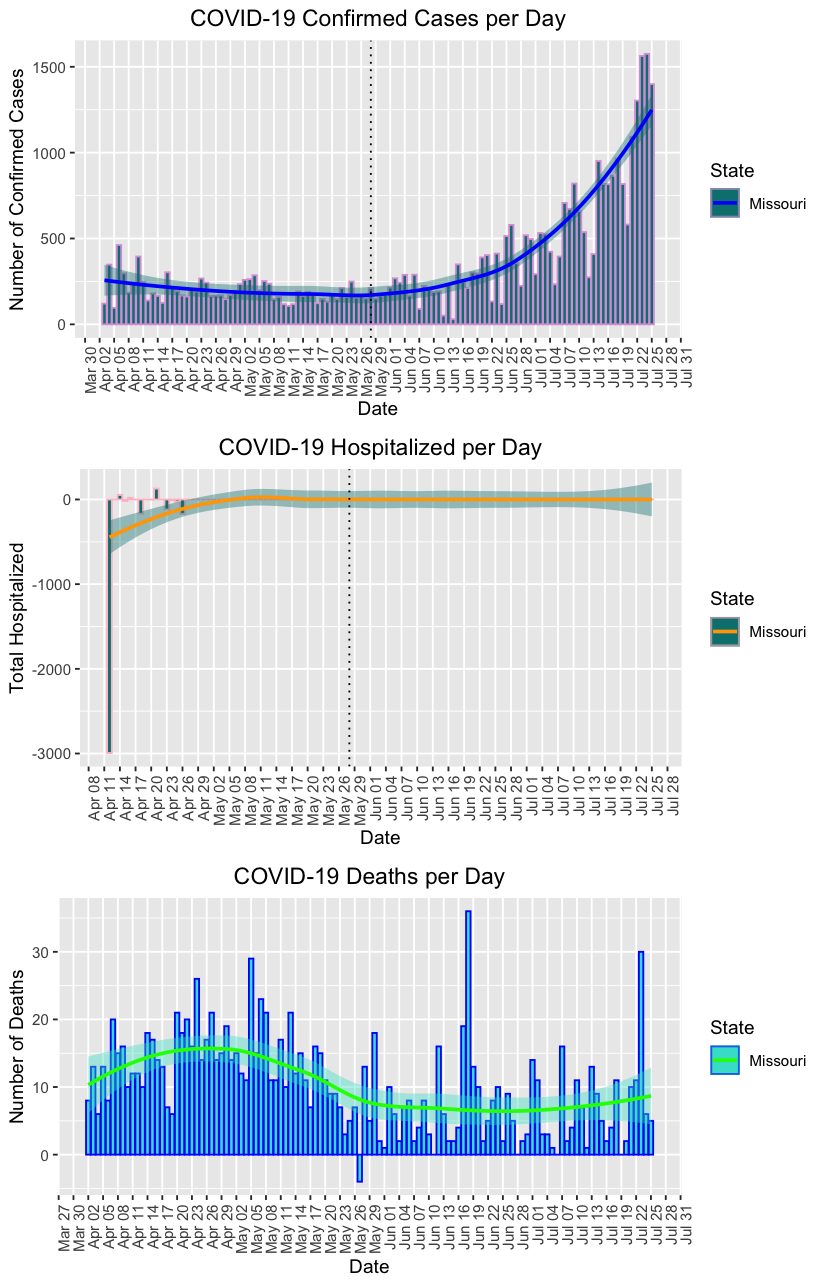 COVID-19 Confirmed Cases per Day
Number of Confirmed Cases
1500
1000
500
0
Mar 30 Apr 02 Apr 05 Apr 08 Apr 11 Apr 14 Apr 17 Apr 20 Apr 23 Apr 26 Apr 29 May 02 May 05 May 08 May 11 May 14 May 17 May 20 May 23 May 26 May 29 Jun 01 Jun 04 Jun 07 Jun 10 Jun 13 Jun 16 Jun 19 Jun 22 Jun 25 Jun 28 Jul 01 Jul 04 Jul 07 Jul 10 Jul 13 Jul 16 Jul 19 Jul 22 Jul 25 Jul 28 Jul 31
Date
State
Missouri
COVID-19 Hospitalized per Day
Total Hospitalized
0
-1000
-2000
-3000
Apr 08 Apr 11 Apr 14 Apr 17 Apr 20 Apr 23 Apr 26 Apr 29 May 02 May 05 May 08 May 11 May 14 May 17 May 20 May 23 May 26 May 29 Jun 01 Jun 04 Jun 07 Jun 10 Jun 13 Jun 16 Jun 19 Jun 22 Jun 25 Jun 28 Jul 01 Jul 04 Jul 07 Jul 10 Jul 13 Jul 16 Jul 19 Jul 22 Jul 25 Jul 28
Date
State
Missouri
COVID-19 Deaths per Day
Number of Deaths
30
20
10
0
Mar 27 Mar 30 Apr 02 Apr 05 Apr 08 Apr 11 Apr 14 Apr 17 Apr 20 Apr 23 Apr 26 Apr 29 May 02 May 05 May 08 May 11 May 14 May 17 May 20 May 23 May 26 May 29 Jun 01 Jun 04 Jun 07 Jun 10 Jun 13 Jun 16 Jun 19 Jun 22 Jun 25 Jun 28 Jul 01 Jul 04 Jul 07 Jul 10 Jul 13 Jul 16 Jul 19 Jul 22 Jul 25 Jul 28 Jul 31
Date
State
Missouri